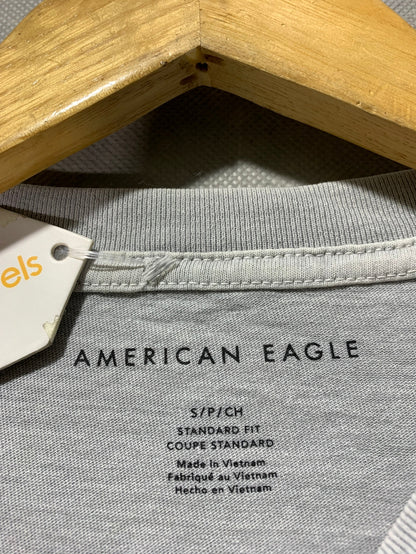 els
AMERICAN EAGLE
S/P/CH
STANDARD FIT
COUPE STANDARD
Made in Vietnam
Fabriqué au Vietnam
Hecho en Vietnam